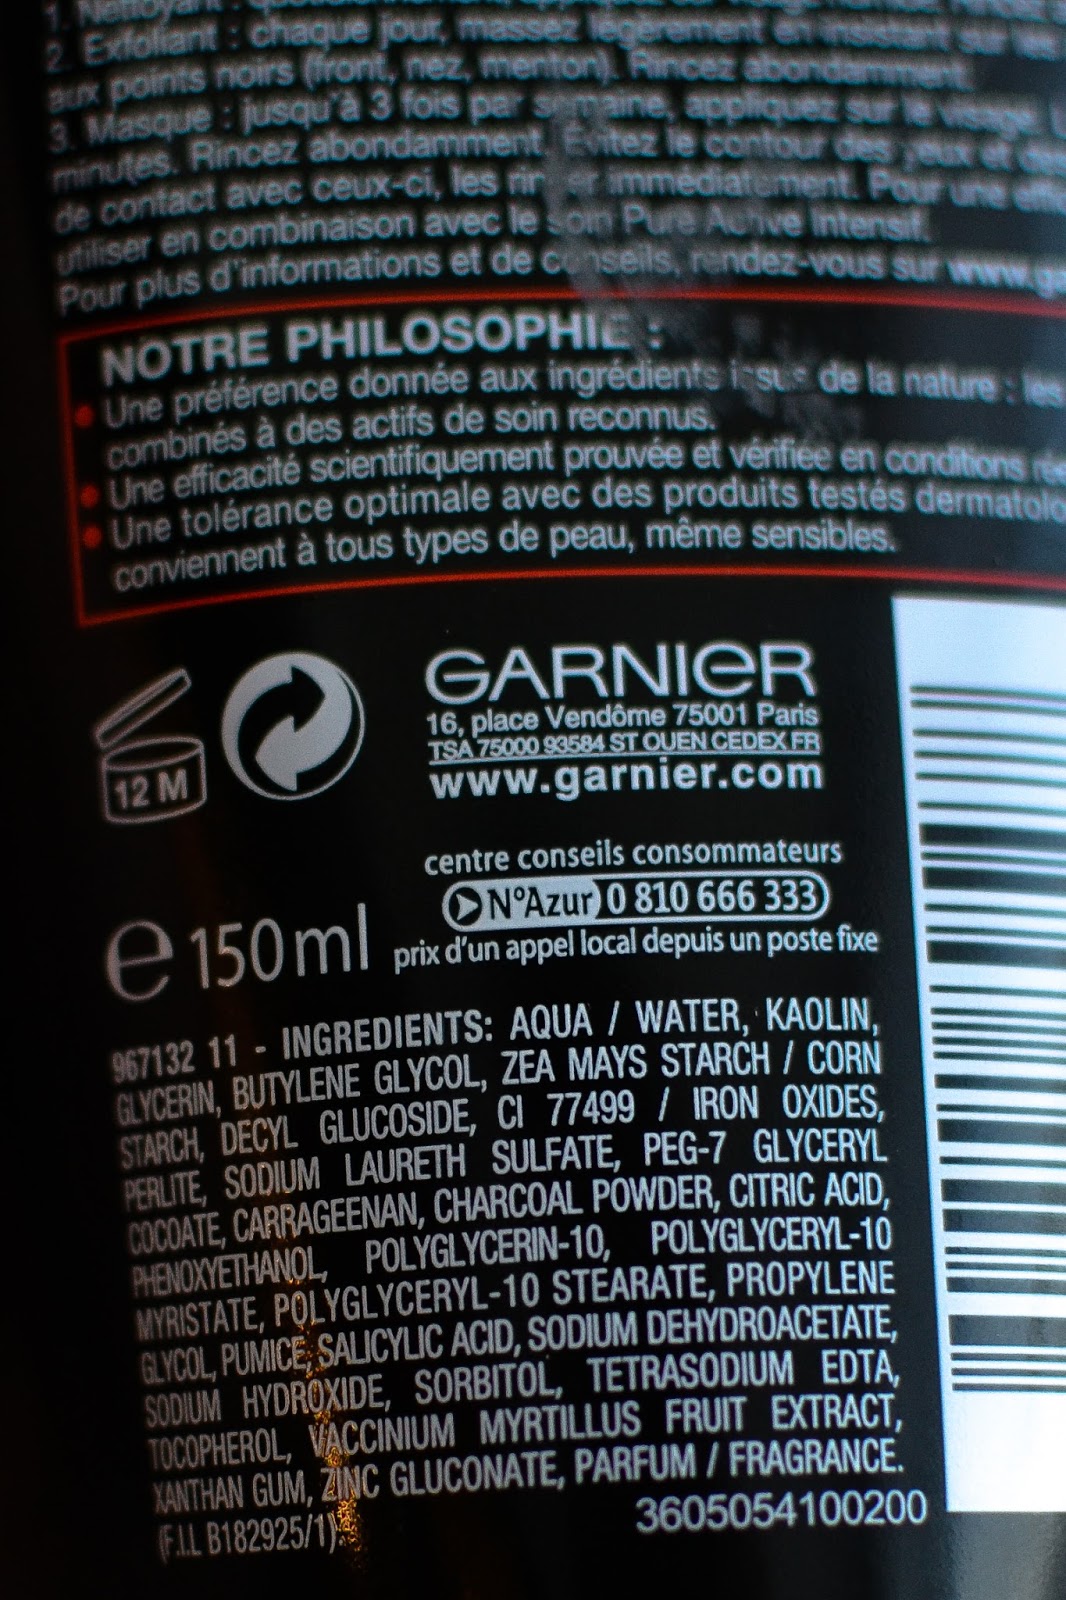 1. Nettoyant :
2. Exfoliant : chaque jour, massez légèrement en insistant sur les
aux points noirs (front, nez, menton). Rincez abondamment.
3. Masque : jusqu'à 3 fois par semaine, appliquez sur le visage.
minutes. Rincez abondamment. Évitez le contour des yeux et
de contact avec ceux-ci, les rincer immédiatement. Pour une
utiliser en combinaison avec le soin Pure Active Intensif.
Pour plus d'informations et de conseils, rendez-vous sur
NOTRE PHILOSOPHIE :
• Une préférence donnée aux ingrédients issus de la nature : les
combinés à des actifs de soin reconnus.
• Une efficacité scientifiquement prouvée et vérifiée en conditions
• Une tolérance optimale avec des produits testés
conviennent à tous types de peau, même sensibles.
12 M
GARNIER
16, place Vendôme 75001 Paris
TSA 75000 93584 ST OUEN CEDEX FR
www.garnier.com
centre conseils consommateurs
N°Azur 0 810 666 333
prix d'un appel local depuis un poste fixe
e 150ml
967132 11 - INGREDIENTS: AQUA / WATER, KAOLIN,
GLYCERIN, BUTYLENE GLYCOL, ZEA MAYS STARCH / CORN
STARCH, DECYL GLUCOSIDE, CI 77499 / IRON OXIDES,
PERLITE, SODIUM LAURETH SULFATE, PEG-7 GLYCERYL
COCOATE, CARRAGEENAN, CHARCOAL POWDER, CITRIC ACID,
PHENOXYETHANOL, POLYGLYCERIN-10, POLYGLYCERYL-10
MYRISTATE, POLYGLYCERYL-10 STEARATE, PROPYLENE
GLYCOL, PUMICE, SALICYLIC ACID, SODIUM DEHYDROACETATE,
SODIUM HYDROXIDE, SORBITOL, TETRASODIUM EDTA,
TOCOPHEROL, VACCINIUM MYRTILLUS FRUIT EXTRACT,
XANTHAN GUM, ZINC GLUCONATE, PARFUM / FRAGRANCE.
(F.I.L B182925/1).
3605054100200